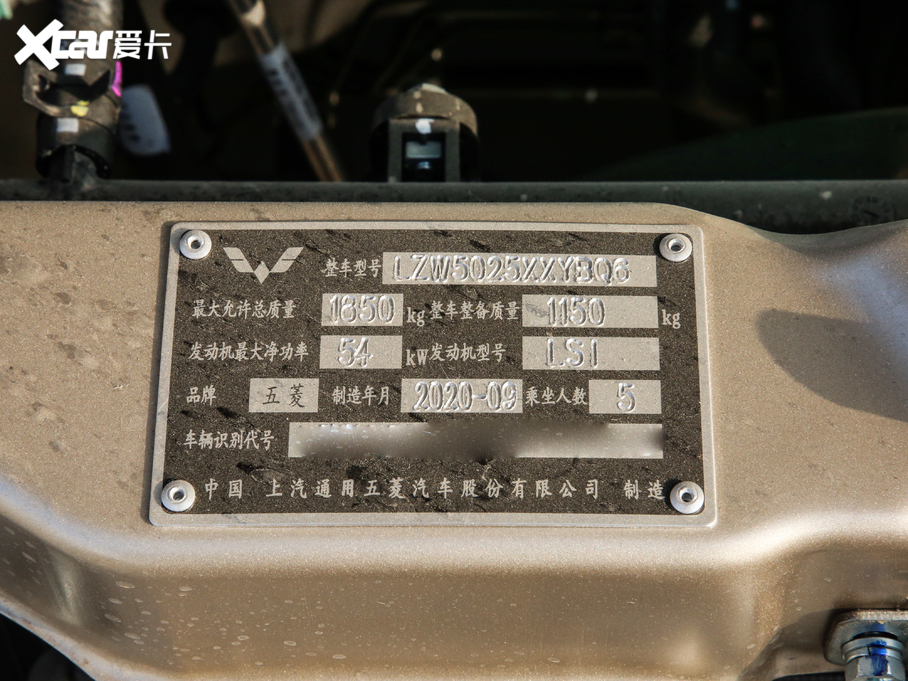 Xcar爱卡
整车型号 LZW5025XXYBQ6
最大允许总质量 1850 kg 整车整备质量 1150 kg
发动机最大净功率 54 kW 发动机型号 LSI
品牌 五菱 制造年月 2020-09 乘坐人数 5
车辆识别代号
中国 上汽通用五菱汽车股份有限公司 制造